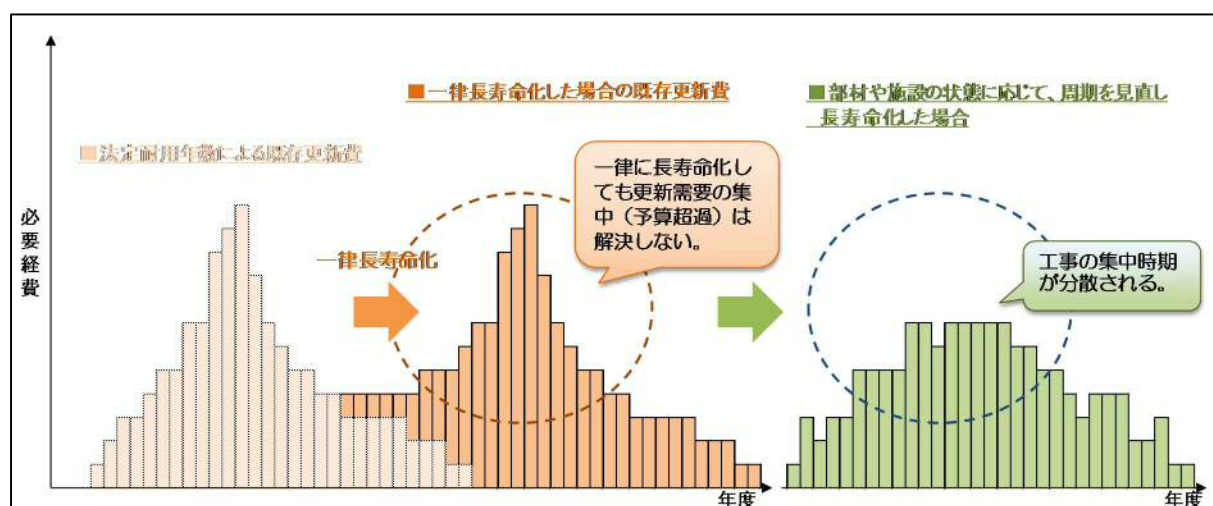 ■一律長寿命化した場合の既存更新費
■部材や施設の状態に応じて、周期を見直し
長寿命化した場合
■法定耐用年数による既存更新費
一律に長寿命化し
ても更新需要の集
中（予算超過）は
解決しない。
必要経費
一律長寿命化
工事の集中時期
が分散される。
年度
年度